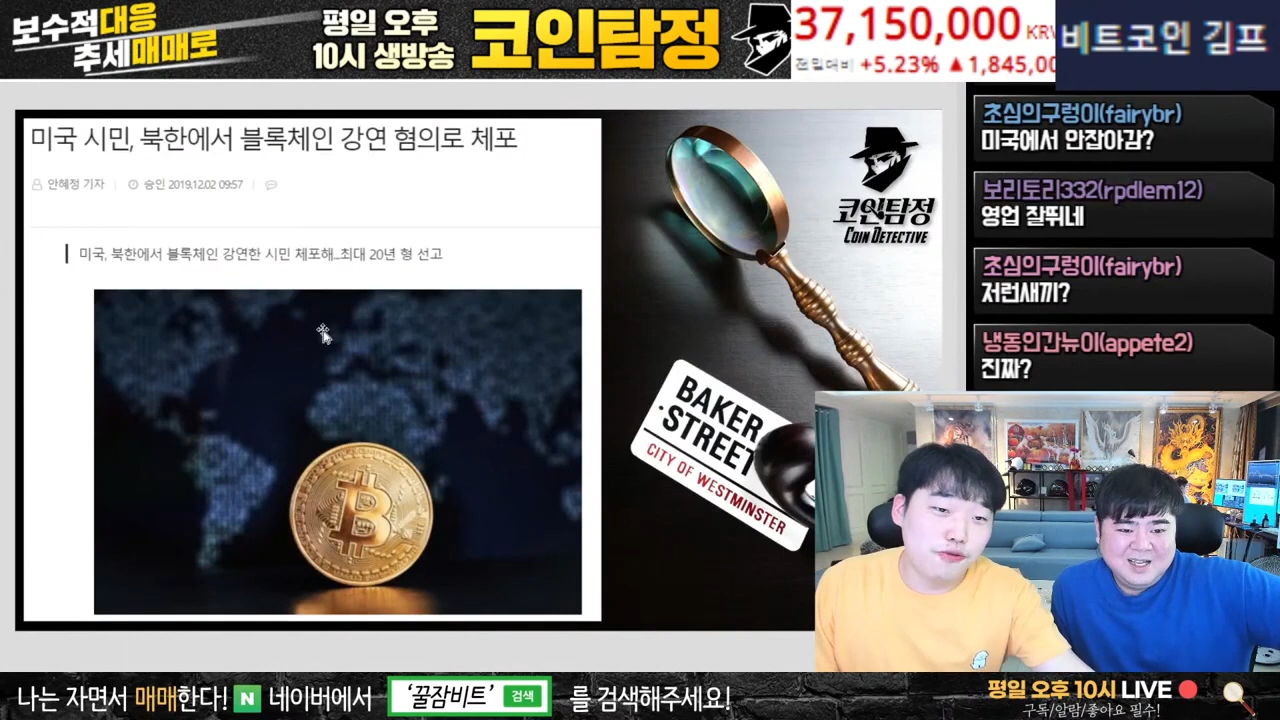 보수적대응
추세매매로
평일 오후
10시 생방송
코인탐정
37,150,000 KRW
전일대비 +5.23% ▲1,845,00
비트코인 김프
미국 시민, 북한에서 블록체인 강연 혐의로 체포
안혜정 기자
승인 2019.12.02 09:57
미국, 북한에서 블록체인 강연한 시민 체포해...최대 20년 형 선고
코인탐정
COIN DETECTIVE
BAKER
·STREET
CITY OF WESTMINSTER
초심의구렁이(fairybr)
미국에서 안잡아감?
보리토리332(rpdlem12)
영업 잘뛰네
초심의구렁이(fairybr)
저런새끼?
냉동인간뉴이(appete2)
진짜?
나는 자면서 매매한다! N 네이버에서 '꿀잠비트' 검색 를 검색해주세요!
평일 오후 10시 LIVE
구독/알람/좋아요 필수!